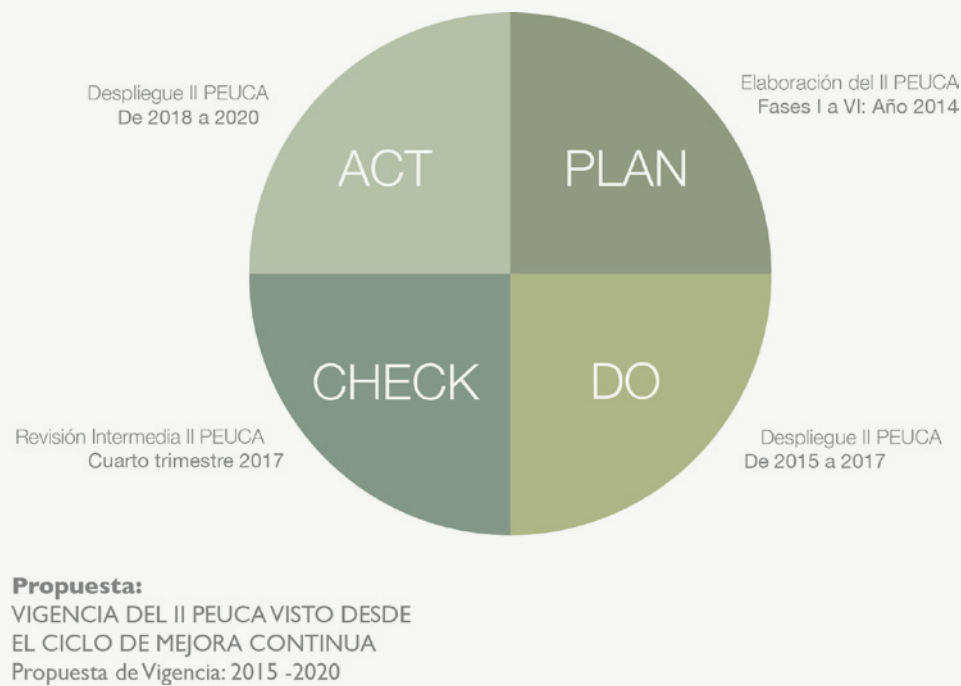 Despliegue II PEUCA
De 2018 a 2020
ACT
PLAN
Elaboración del II PEUCA
Fases I a VI: Año 2014
CHECK
DO
Revisión Intermedia II PEUCA
Cuarto trimestre 2017
Despliegue II PEUCA
De 2015 a 2017
Propuesta:
VIGENCIA DEL II PEUCA VISTO DESDE
EL CICLO DE MEJORA CONTINUA
Propuesta de Vigencia: 2015 -2020